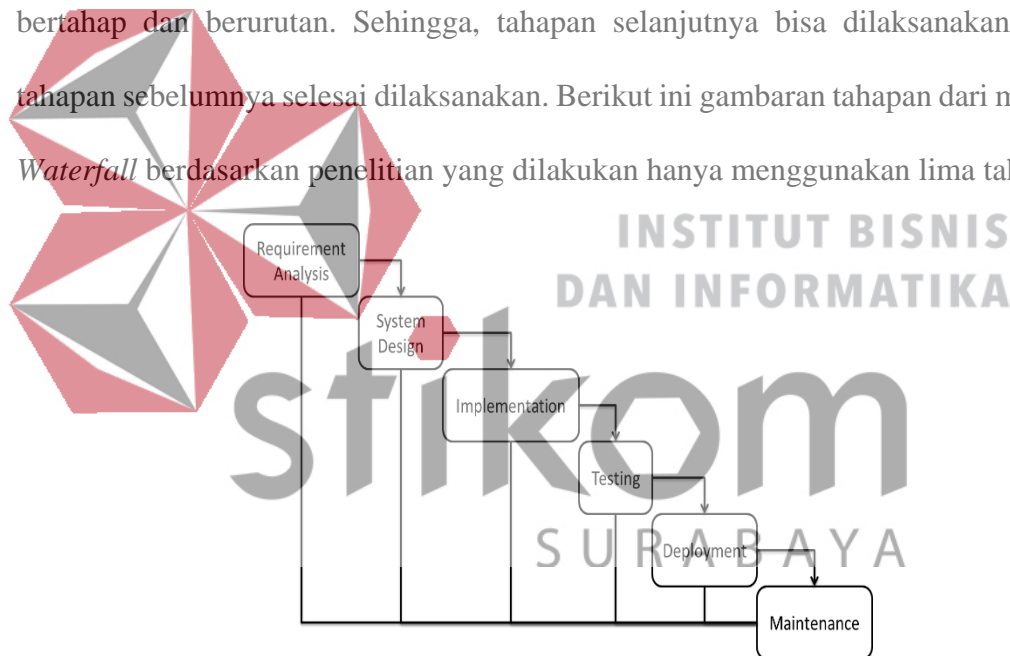 bertahap dan berurutan. Sehingga, tahapan selanjutnya bisa dilaksanakan
tahapan sebelumnya selesai dilaksanakan. Berikut ini gambaran tahapan dari
Waterfall berdasarkan penelitian yang dilakukan hanya menggunakan lima
INSTITUT BISNIS
DAN INFORMATIKA
stikom
SURABAYA
Requirement
Analysis
System
Design
Implementation
Testing
Deployment
Maintenance